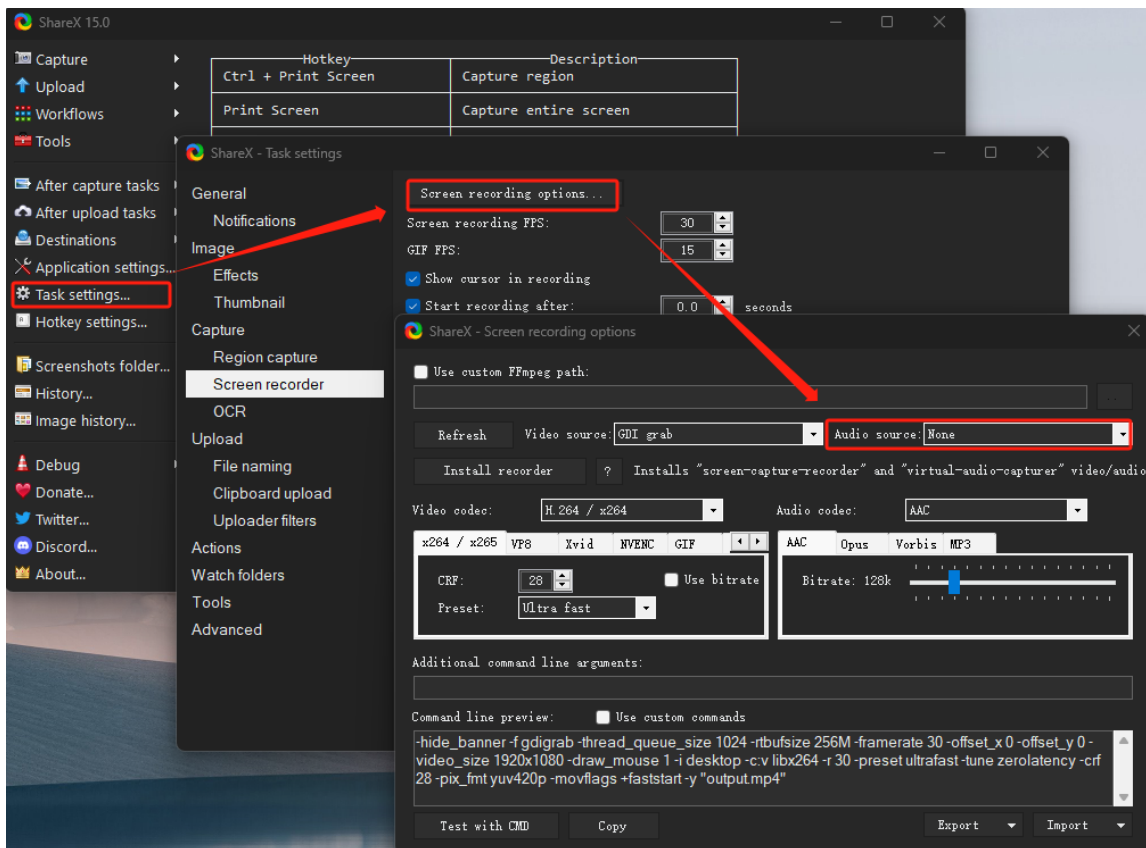 ShareX 15.0
Capture
Upload
Workflows
Tools
After capture tasks
After upload tasks
Destinations
Application settings...
Task settings...
Hotkey settings...
Screenshots folder...
History...
Image history...
Debug
Donate...
Twitter...
Discord...
About...
Hotkey Description
Ctrl + Print Screen Capture region
Print Screen Capture entire screen
ShareX - Task settings
General
Notifications
Image
Effects
Thumbnail
Capture
Region capture
Screen recorder
OCR
Upload
File naming
Clipboard upload
Uploader filters
Actions
Watch folders
Tools
Advanced
Screen recording options...
Screen recording FPS: 30
GIF FPS: 15
Show cursor in recording
Start recording after: 0.0 seconds
ShareX - Screen recording options
Use custom FFmpeg path:
..
Refresh Video source: GDI grab Audio source: None
Install recorder ? Installs "screen-capture-recorder" and "virtual-audio-capturer" video/audio
Video codec: H.264 / x264 Audio codec: AAC
x264 / x265 VP8 Xvid NVENC GIF AAC Opus Vorbis MP3
CRF: 28 Use bitrate Bitrate: 128k
Preset: Ultra fast
Additional command line arguments:
Command line preview: Use custom commands
-hide_banner -f gdigrab -thread_queue_size 1024 -rtbufsize 256M -framerate 30 -offset_x 0 -offset_y 0 -
video_size 1920x1080 -draw_mouse 1 -i desktop -c:v libx264 -r 30 -preset ultrafast -tune zerolatency -crf
28 -pix_fmt yuv420p -movflags +faststart -y "output.mp4"
Test with CMD Copy Export Import